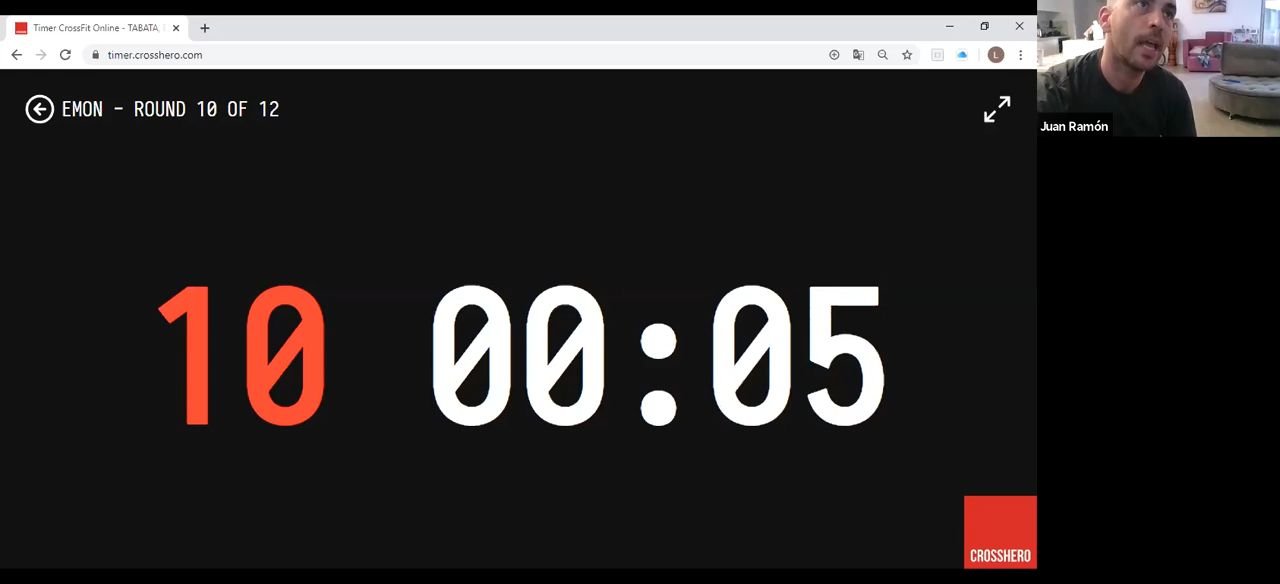 Timer CrossFit Online - TABATA,
timer.crosshero.com
L
EMON - ROUND 10 OF 12
10 00:05
CROSSHERO
Juan Ramón